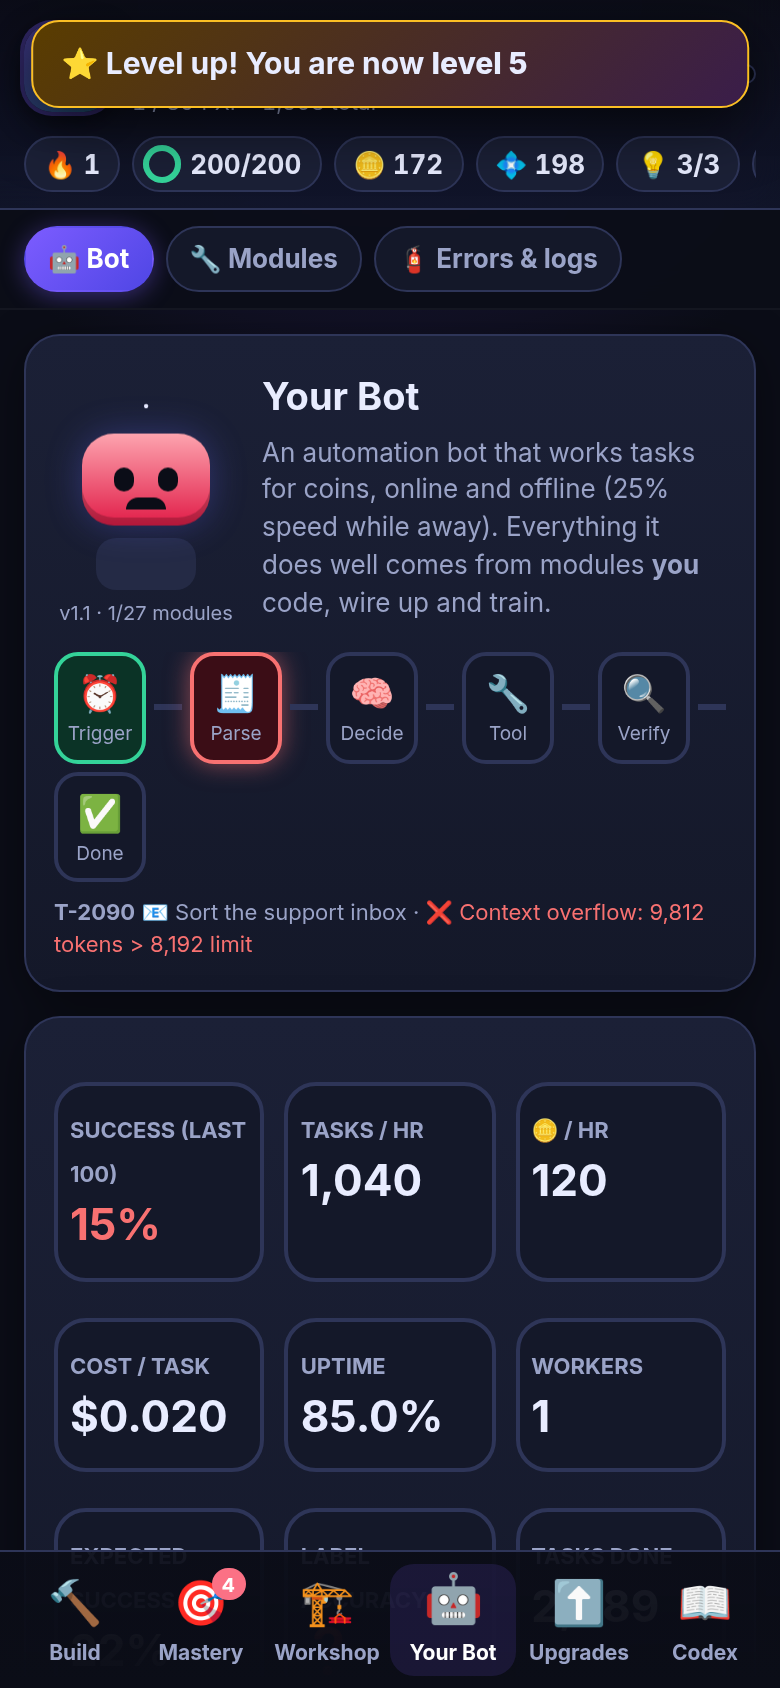 ⭐ Level up! You are now level 5
🔥 1
200/200
🪙 172
💠 198
💡 3/3
🤖 Bot
🔧 Modules
🧯 Errors & logs
Your Bot
An automation bot that works tasks
for coins, online and offline (25%
speed while away). Everything it
does well comes from modules you
code, wire up and train.
v1.1 · 1/27 modules
⏰ Trigger
🧾 Parse
🧠 Decide
🔧 Tool
🔍 Verify
✅ Done
T-2090 📧 Sort the support inbox · ❌ Context overflow: 9,812
tokens > 8,192 limit
SUCCESS (LAST
100)
15%
TASKS / HR
1,040
🪙 / HR
120
COST / TASK
$0.020
UPTIME
85.0%
WORKERS
1
EXPECTED
SUCCESS
LABEL
TASKS DONE
4
Build
Mastery
Workshop
Your Bot
Upgrades
Codex